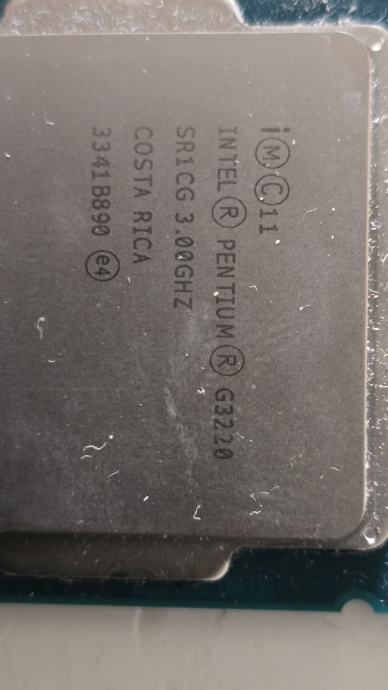 i Ⓜ Ⓒ 11
INTEL ® PENTIUM ® G3220
SR1CG 3.00GHZ
COSTA RICA
3341B890 ⓔ4